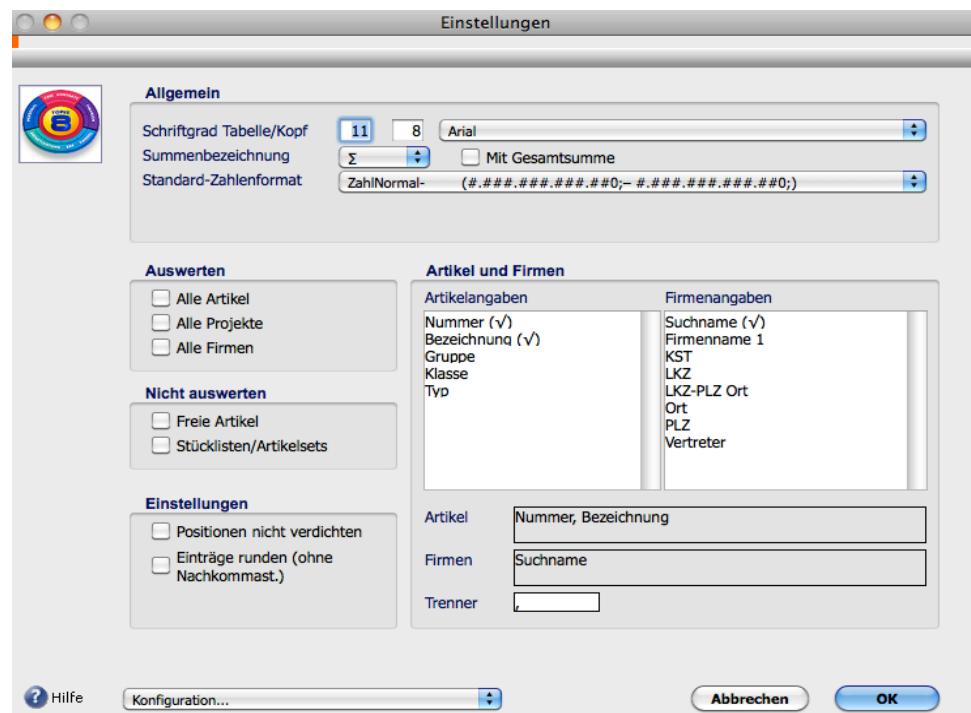 Einstellungen
Allgemein
Schriftgrad Tabelle/Kopf 11 8 Arial
Summenbezeichnung Σ Mit Gesamtsumme
Standard-Zahlenformat ZahlNormal- (#.###.###.###.##0;– #.###.###.###.##0;)
Auswerten
Alle Artikel
Alle Projekte
Alle Firmen
Nicht auswerten
Freie Artikel
Stücklisten/Artikelsets
Einstellungen
Positionen nicht verdichten
Einträge runden (ohne
Nachkommast.)
Artikel und Firmen
Artikelangaben
Nummer (√)
Bezeichnung (√)
Gruppe
Klasse
Typ
Firmenangaben
Suchname (√)
Firmenname 1
KST
LKZ
LKZ-PLZ Ort
Ort
PLZ
Vertreter
Artikel Nummer, Bezeichnung
Firmen Suchname
Trenner ,
? Hilfe Konfiguration... Abbrechen OK
8